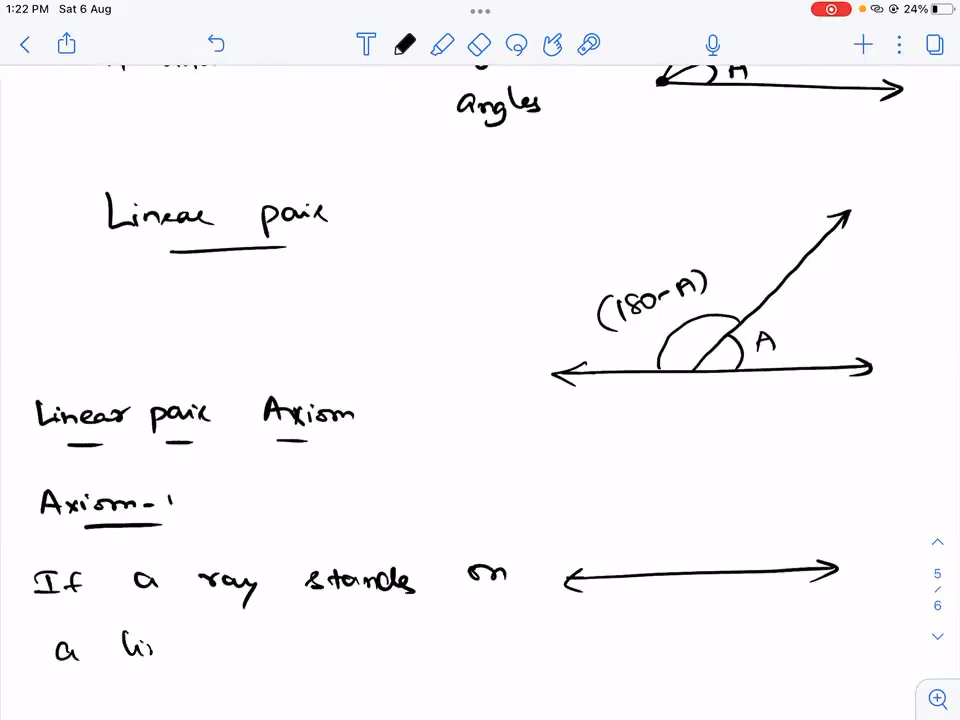 1:22 PM Sat 6 Aug
24%
T
angles
A
Linear pair
(180-A)
A
Linear pair Axiom
Axiom-1
If a ray stands on
a li
5
/
6